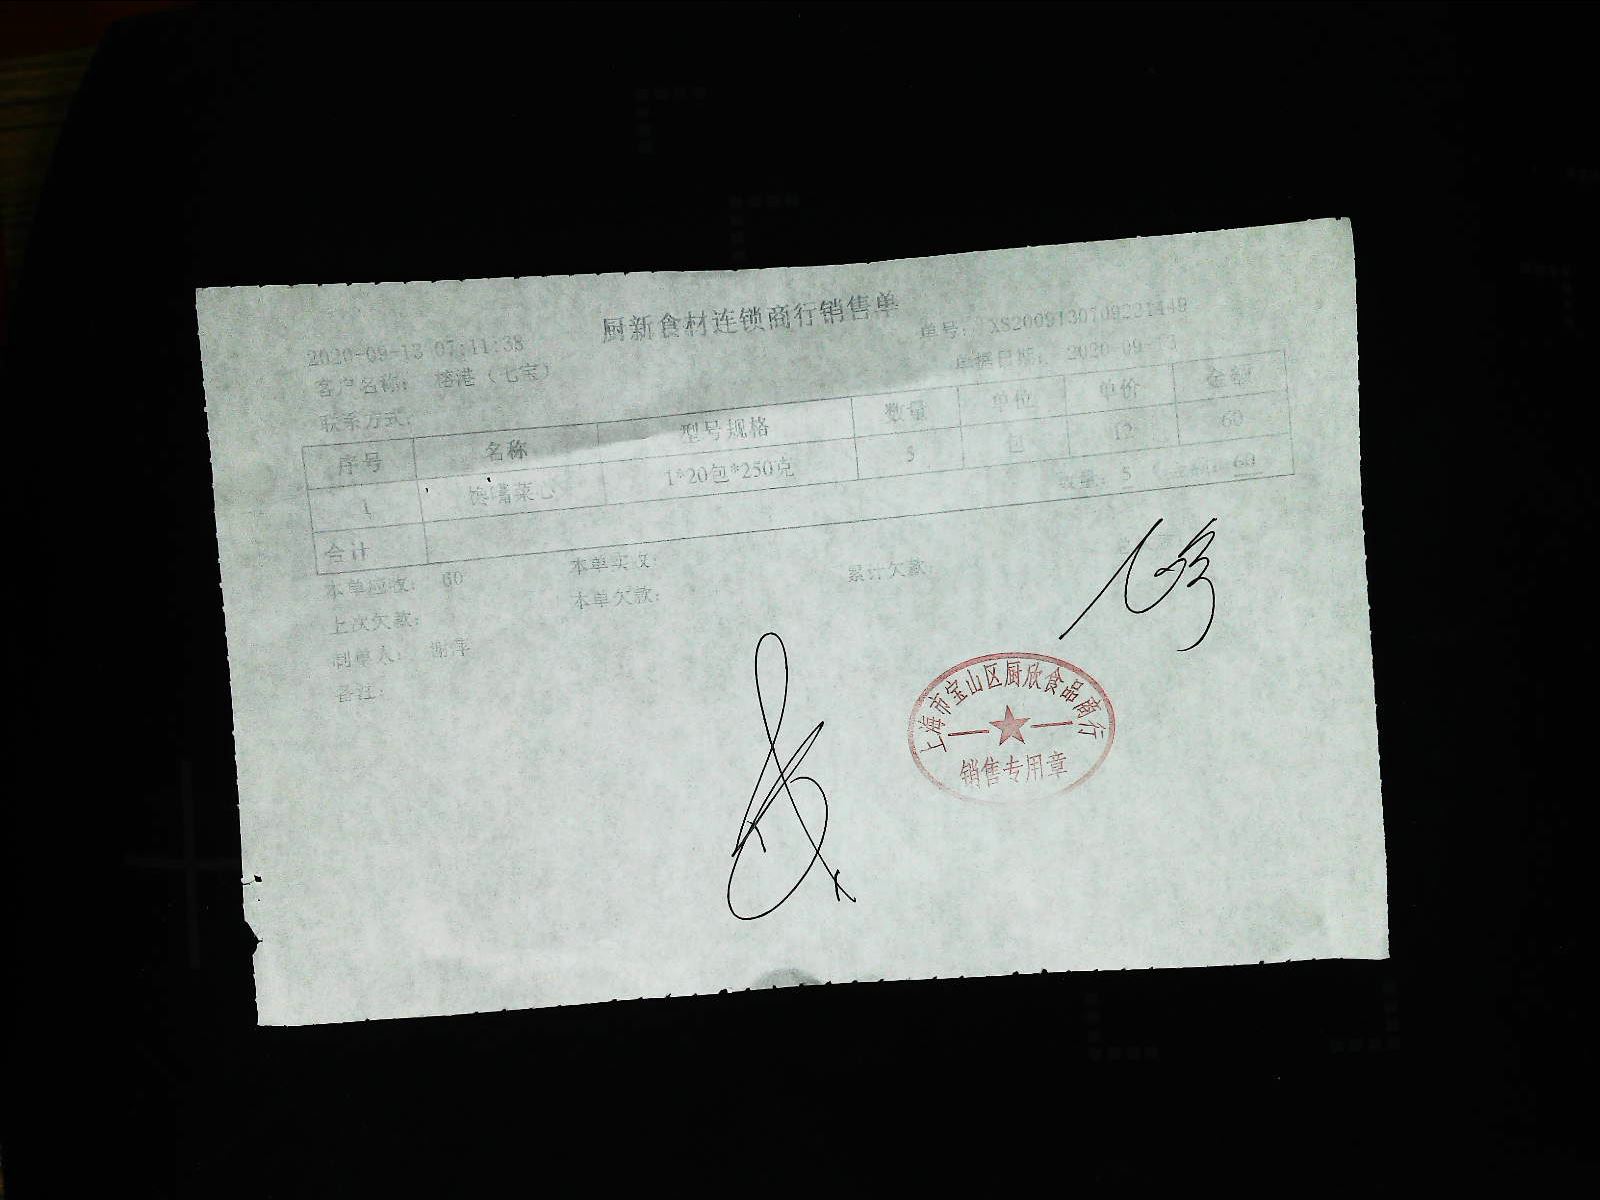 厨新食材连锁商行销售单
2020-09-13 07:11:38 单号: XS2009130709221449
客户名称: 榕港（七宝） 单据日期: 2020-09-13
联系方式:
序号 名称 型号规格 数量 单位 单价 金额
1 馋嘴菜心 1*20包*250克 5 包 12 60
合计 数量: 5 60
本单应收: 60 本单实收: 累计欠款:
上次欠款: 本单欠款:
制单人: 谢萍
备注:
上海市宝山区厨欣食品商行
销售专用章